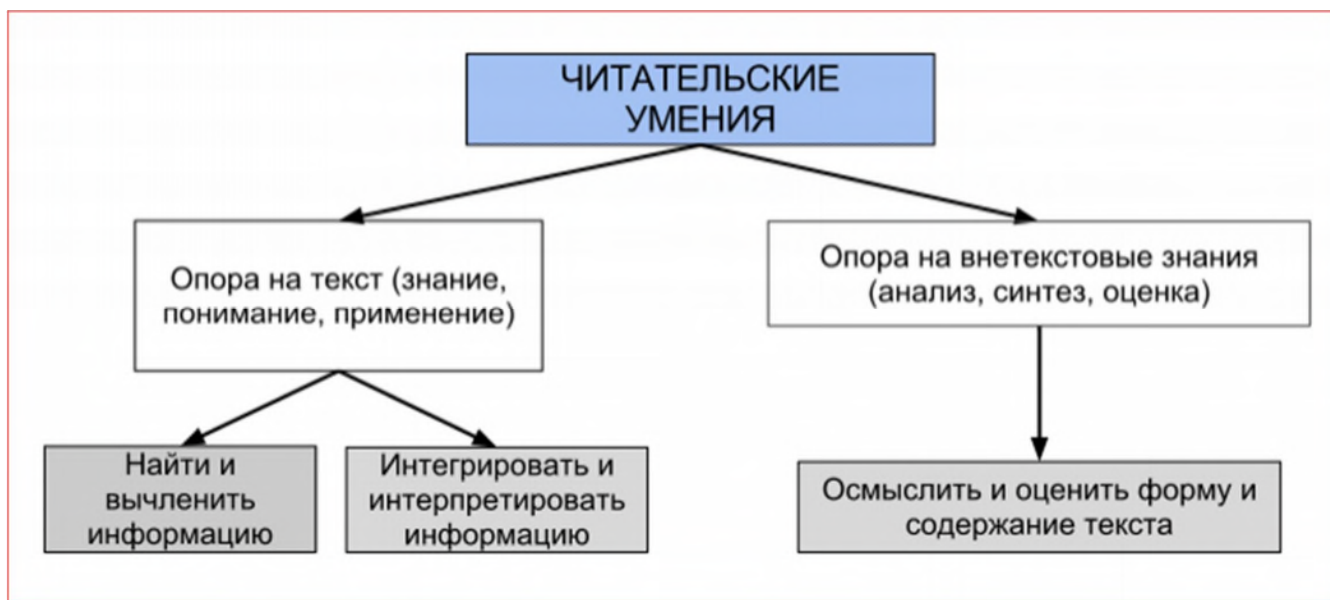 ЧИТАТЕЛЬСКИЕ
УМЕНИЯ
Опора на текст (знание,
понимание, применение)
Опора на внетекстовые знания
(анализ, синтез, оценка)
Найти и
вычленить
информацию
Интегрировать и
интерпретировать
информацию
Осмыслить и оценить форму и
содержание текста